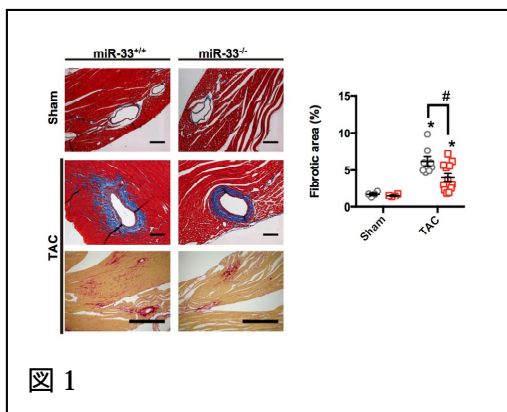 miR-33+/+
miR-33-/-
Sham
TAC
Fibrotic area (%)
15
10
5
0
*
#
*
Sham
TAC
図 1